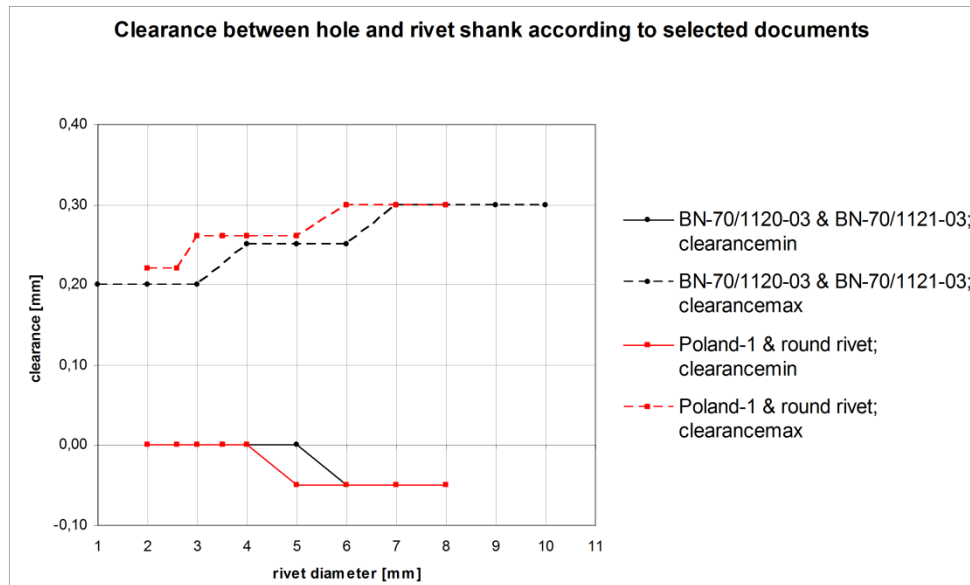 Clearance between hole and rivet shank according to selected documents
0,40
0,30
0,20
0,10
0,00
-0,10
clearance [mm]
1 2 3 4 5 6 7 8 9 10 11
rivet diameter [mm]
BN-70/1120-03 & BN-70/1121-03;
clearancemin
BN-70/1120-03 & BN-70/1121-03;
clearancemax
Poland-1 & round rivet;
clearancemin
Poland-1 & round rivet;
clearancemax